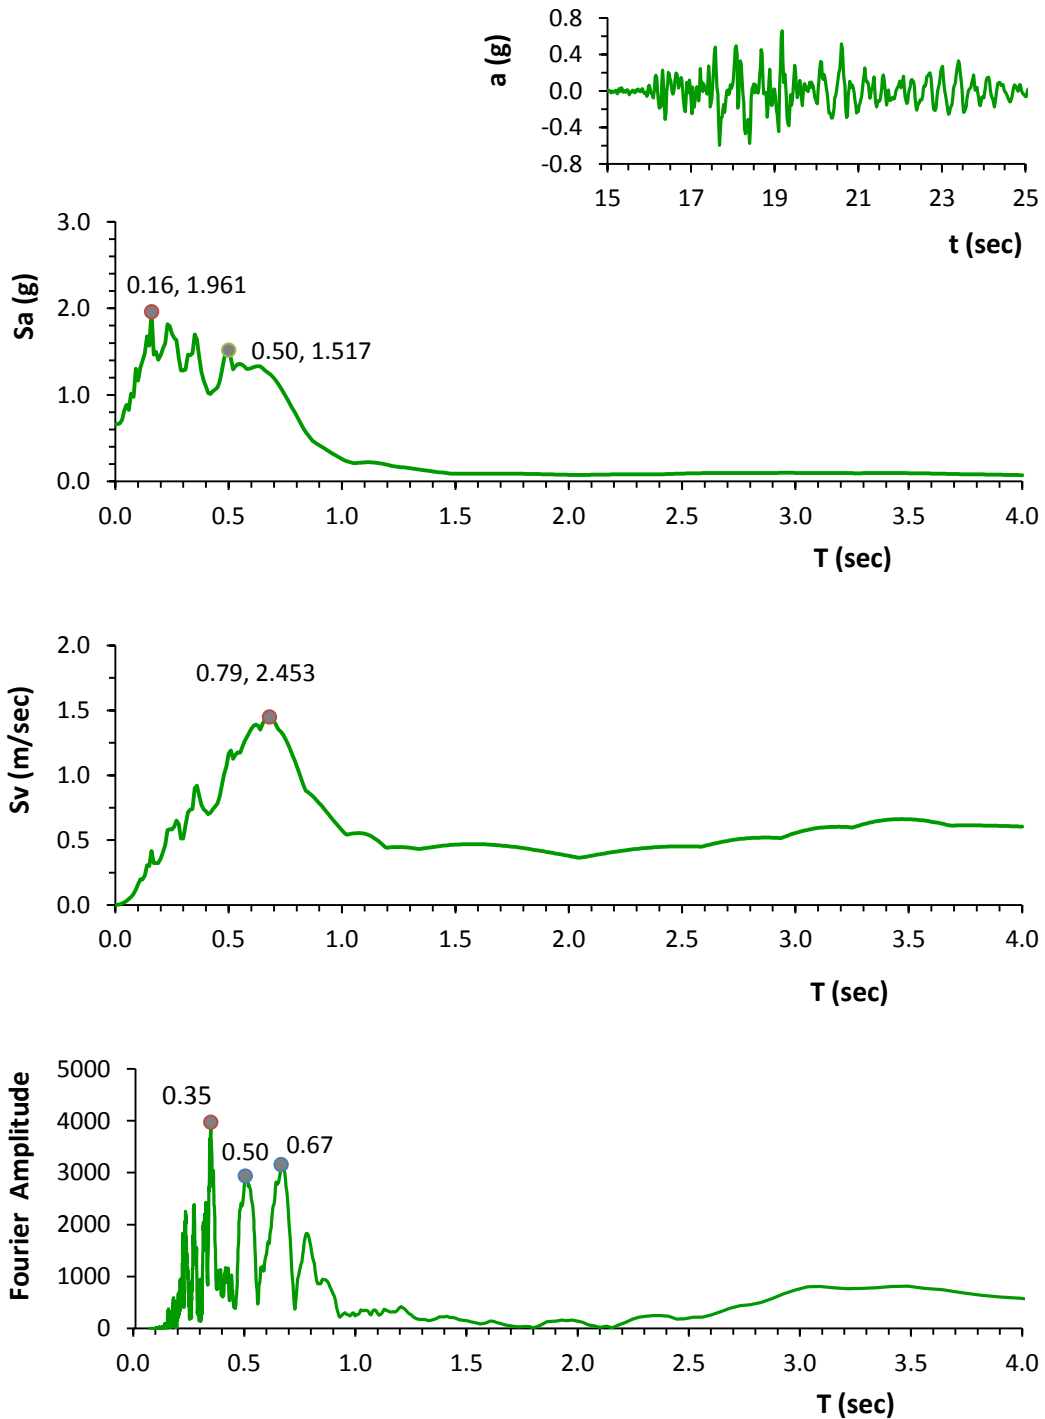 0.8
0.4
0.0
-0.4
-0.8
a (g)
15 17 19 21 23 25
t (sec)
3.0
2.0
1.0
0.0
Sa (g)
0.16, 1.961
0.50, 1.517
0.0 0.5 1.0 1.5 2.0 2.5 3.0 3.5 4.0
T (sec)
2.0
1.5
1.0
0.5
0.0
Sv (m/sec)
0.79, 2.453
0.0 0.5 1.0 1.5 2.0 2.5 3.0 3.5 4.0
T (sec)
5000
4000
3000
2000
1000
0
Fourier Amplitude
0.35
0.50
0.67
0.0 0.5 1.0 1.5 2.0 2.5 3.0 3.5 4.0
T (sec)